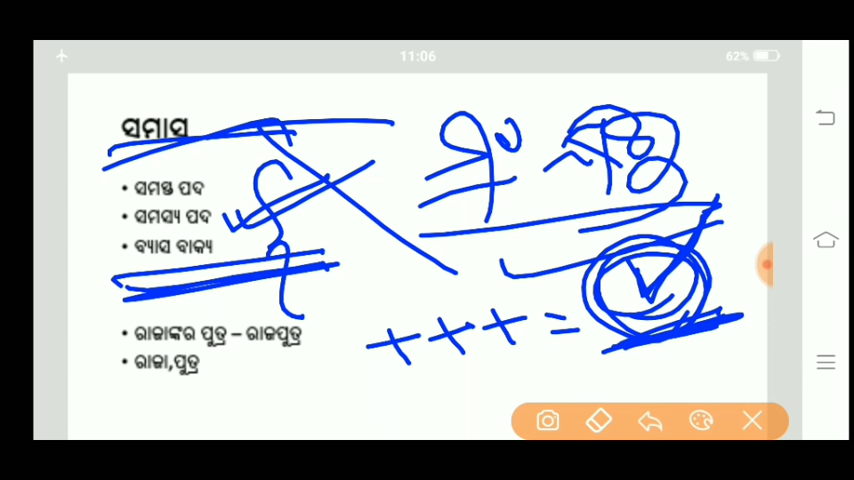 11:06
62%
ସମାସ
• ସମସ୍ତ ପଦ
• ସମସ୍ୟ ପଦ
• ବ୍ୟାସ ବାକ୍ୟ
• ରାଜାଙ୍କର ପୁତ୍ର – ରାଜପୁତ୍ର
• ରାଜା,ପୁତ୍ର
+ + + =